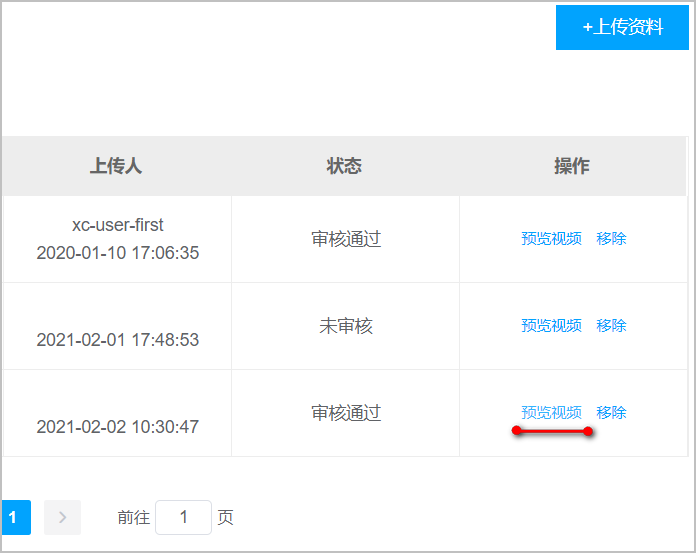 +上传资料
上传人 状态 操作
xc-user-first
2020-01-10 17:06:35 审核通过 预览视频 移除
2021-02-01 17:48:53 未审核 预览视频 移除
2021-02-02 10:30:47 审核通过 预览视频 移除
1 前往 1 页